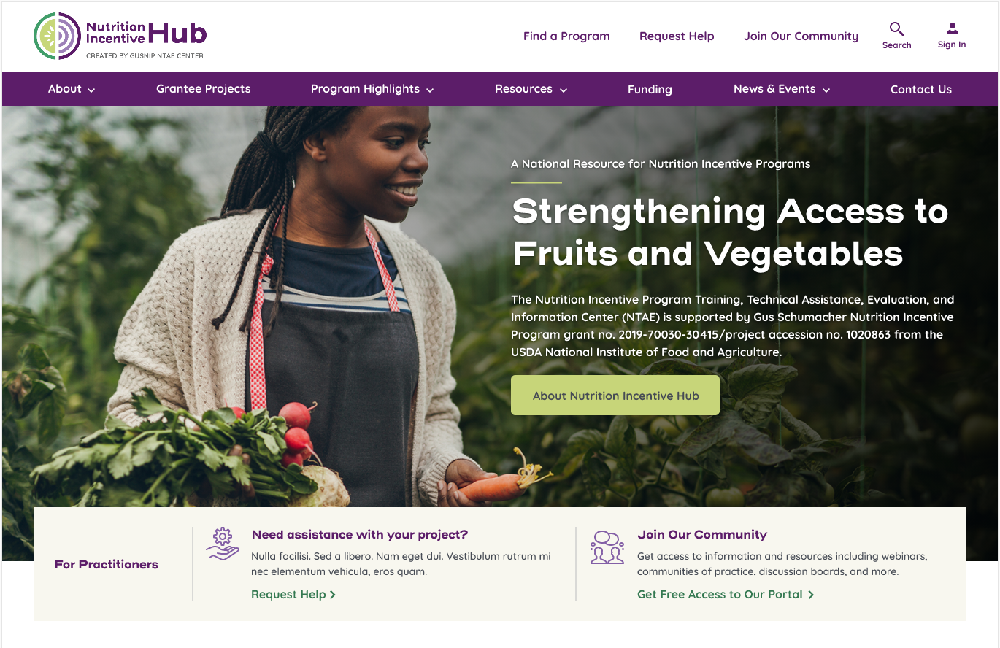 Nutrition
Incentive Hub
CREATED BY GUSNIP NTAE CENTER
Find a Program
Request Help
Join Our Community
Search
Sign In
About
Grantee Projects
Program Highlights
Resources
Funding
News & Events
Contact Us
A National Resource for Nutrition Incentive Programs
Strengthening Access to
Fruits and Vegetables
The Nutrition Incentive Program Training, Technical Assistance, Evaluation, and
Information Center (NTAE) is supported by Gus Schumacher Nutrition Incentive
Program grant no. 2019-70030-30415/project accession no. 1020863 from the
USDA National Institute of Food and Agriculture.
About Nutrition Incentive Hub
For Practitioners
Need assistance with your project?
Nulla facilisi. Sed a libero. Nam eget dui. Vestibulum rutrum mi
nec elementum vehicula, eros quam.
Request Help
Join Our Community
Get access to information and resources including webinars,
communities of practice, discussion boards, and more.
Get Free Access to Our Portal